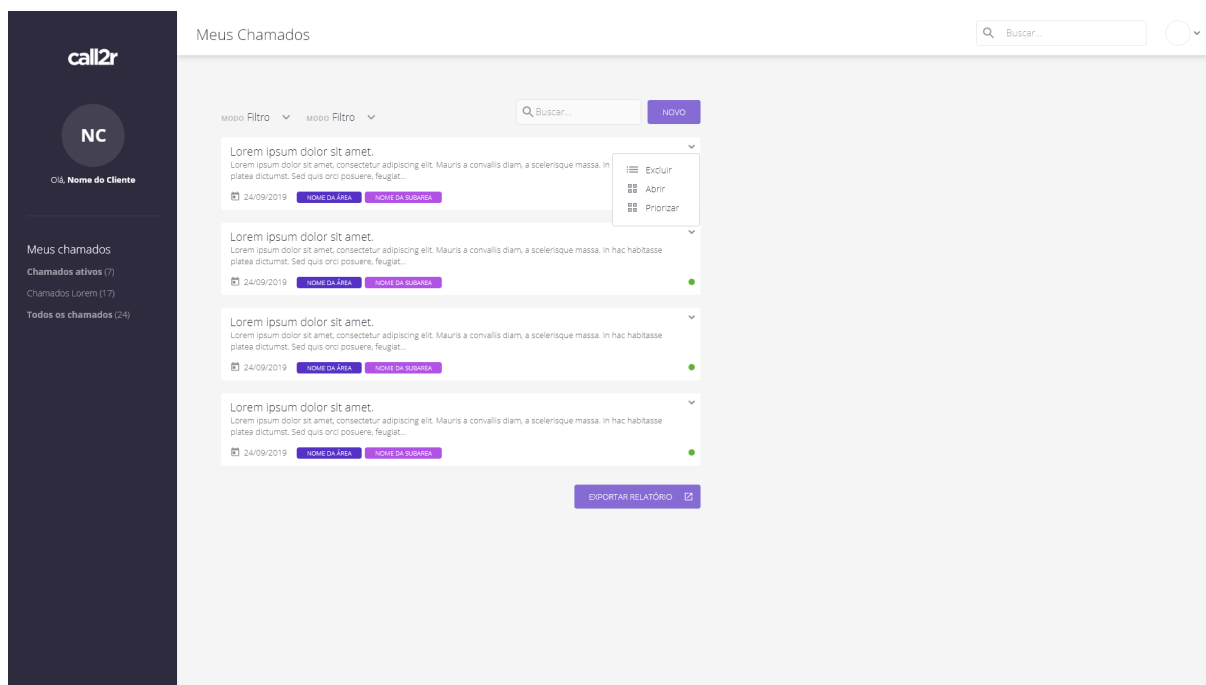 call2r
NC
Olá, Nome do Cliente
Meus chamados
Chamados ativos (7)
Chamados Lorem (17)
Todos os chamados (24)
Meus Chamados
Buscar...
MODO Filtro MODO Filtro
Buscar...
NOVO
Lorem ipsum dolor sit amet.
Lorem ipsum dolor sit amet, consectetur adipiscing elit. Mauris a convallis diam, a scelerisque massa. In
platea dictumst. Sed quis orci posuere, feugiat...
24/09/2019 NOME DA ÁREA NOME DA SUBAREA
Excluir
Abrir
Priorizar
Lorem ipsum dolor sit amet.
Lorem ipsum dolor sit amet, consectetur adipiscing elit. Mauris a convallis diam, a scelerisque massa. In hac habitasse
platea dictumst. Sed quis orci posuere, feugiat...
24/09/2019 NOME DA ÁREA NOME DA SUBAREA
Lorem ipsum dolor sit amet.
Lorem ipsum dolor sit amet, consectetur adipiscing elit. Mauris a convallis diam, a scelerisque massa. In hac habitasse
platea dictumst. Sed quis orci posuere, feugiat...
24/09/2019 NOME DA ÁREA NOME DA SUBAREA
Lorem ipsum dolor sit amet.
Lorem ipsum dolor sit amet, consectetur adipiscing elit. Mauris a convallis diam, a scelerisque massa. In hac habitasse
platea dictumst. Sed quis orci posuere, feugiat...
24/09/2019 NOME DA ÁREA NOME DA SUBAREA
EXPORTAR RELATÓRIO